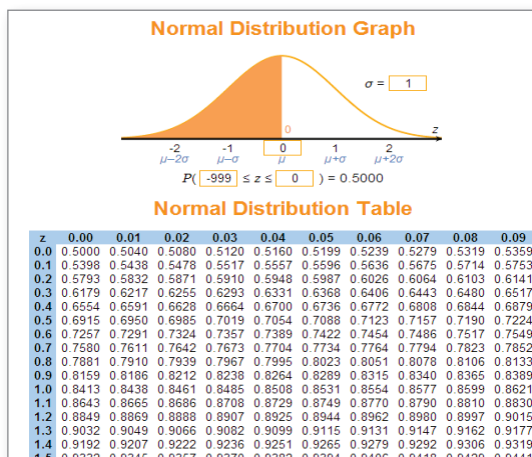 Normal Distribution Graph
σ = 1
0
z
-2 -1 0 1 2
μ–2σ μ–σ μ μ+σ μ+2σ
P( -999 ≤ z ≤ 0 ) = 0.5000
Normal Distribution Table
z 0.00 0.01 0.02 0.03 0.04 0.05 0.06 0.07 0.08 0.09
0.0 0.5000 0.5040 0.5080 0.5120 0.5160 0.5199 0.5239 0.5279 0.5319 0.5359
0.1 0.5398 0.5438 0.5478 0.5517 0.5557 0.5596 0.5636 0.5675 0.5714 0.5753
0.2 0.5793 0.5832 0.5871 0.5910 0.5948 0.5987 0.6026 0.6064 0.6103 0.6141
0.3 0.6179 0.6217 0.6255 0.6293 0.6331 0.6368 0.6406 0.6443 0.6480 0.6517
0.4 0.6554 0.6591 0.6628 0.6664 0.6700 0.6736 0.6772 0.6808 0.6844 0.6879
0.5 0.6915 0.6950 0.6985 0.7019 0.7054 0.7088 0.7123 0.7157 0.7190 0.7224
0.6 0.7257 0.7291 0.7324 0.7357 0.7389 0.7422 0.7454 0.7486 0.7517 0.7549
0.7 0.7580 0.7611 0.7642 0.7673 0.7704 0.7734 0.7764 0.7794 0.7823 0.7852
0.8 0.7881 0.7910 0.7939 0.7967 0.7995 0.8023 0.8051 0.8078 0.8106 0.8133
0.9 0.8159 0.8186 0.8212 0.8238 0.8264 0.8289 0.8315 0.8340 0.8365 0.8389
1.0 0.8413 0.8438 0.8461 0.8485 0.8508 0.8531 0.8554 0.8577 0.8599 0.8621
1.1 0.8643 0.8665 0.8686 0.8708 0.8729 0.8749 0.8770 0.8790 0.8810 0.8830
1.2 0.8849 0.8869 0.8888 0.8907 0.8925 0.8944 0.8962 0.8980 0.8997 0.9015
1.3 0.9032 0.9049 0.9066 0.9082 0.9099 0.9115 0.9131 0.9147 0.9162 0.9177
1.4 0.9192 0.9207 0.9222 0.9236 0.9251 0.9265 0.9279 0.9292 0.9306 0.9319